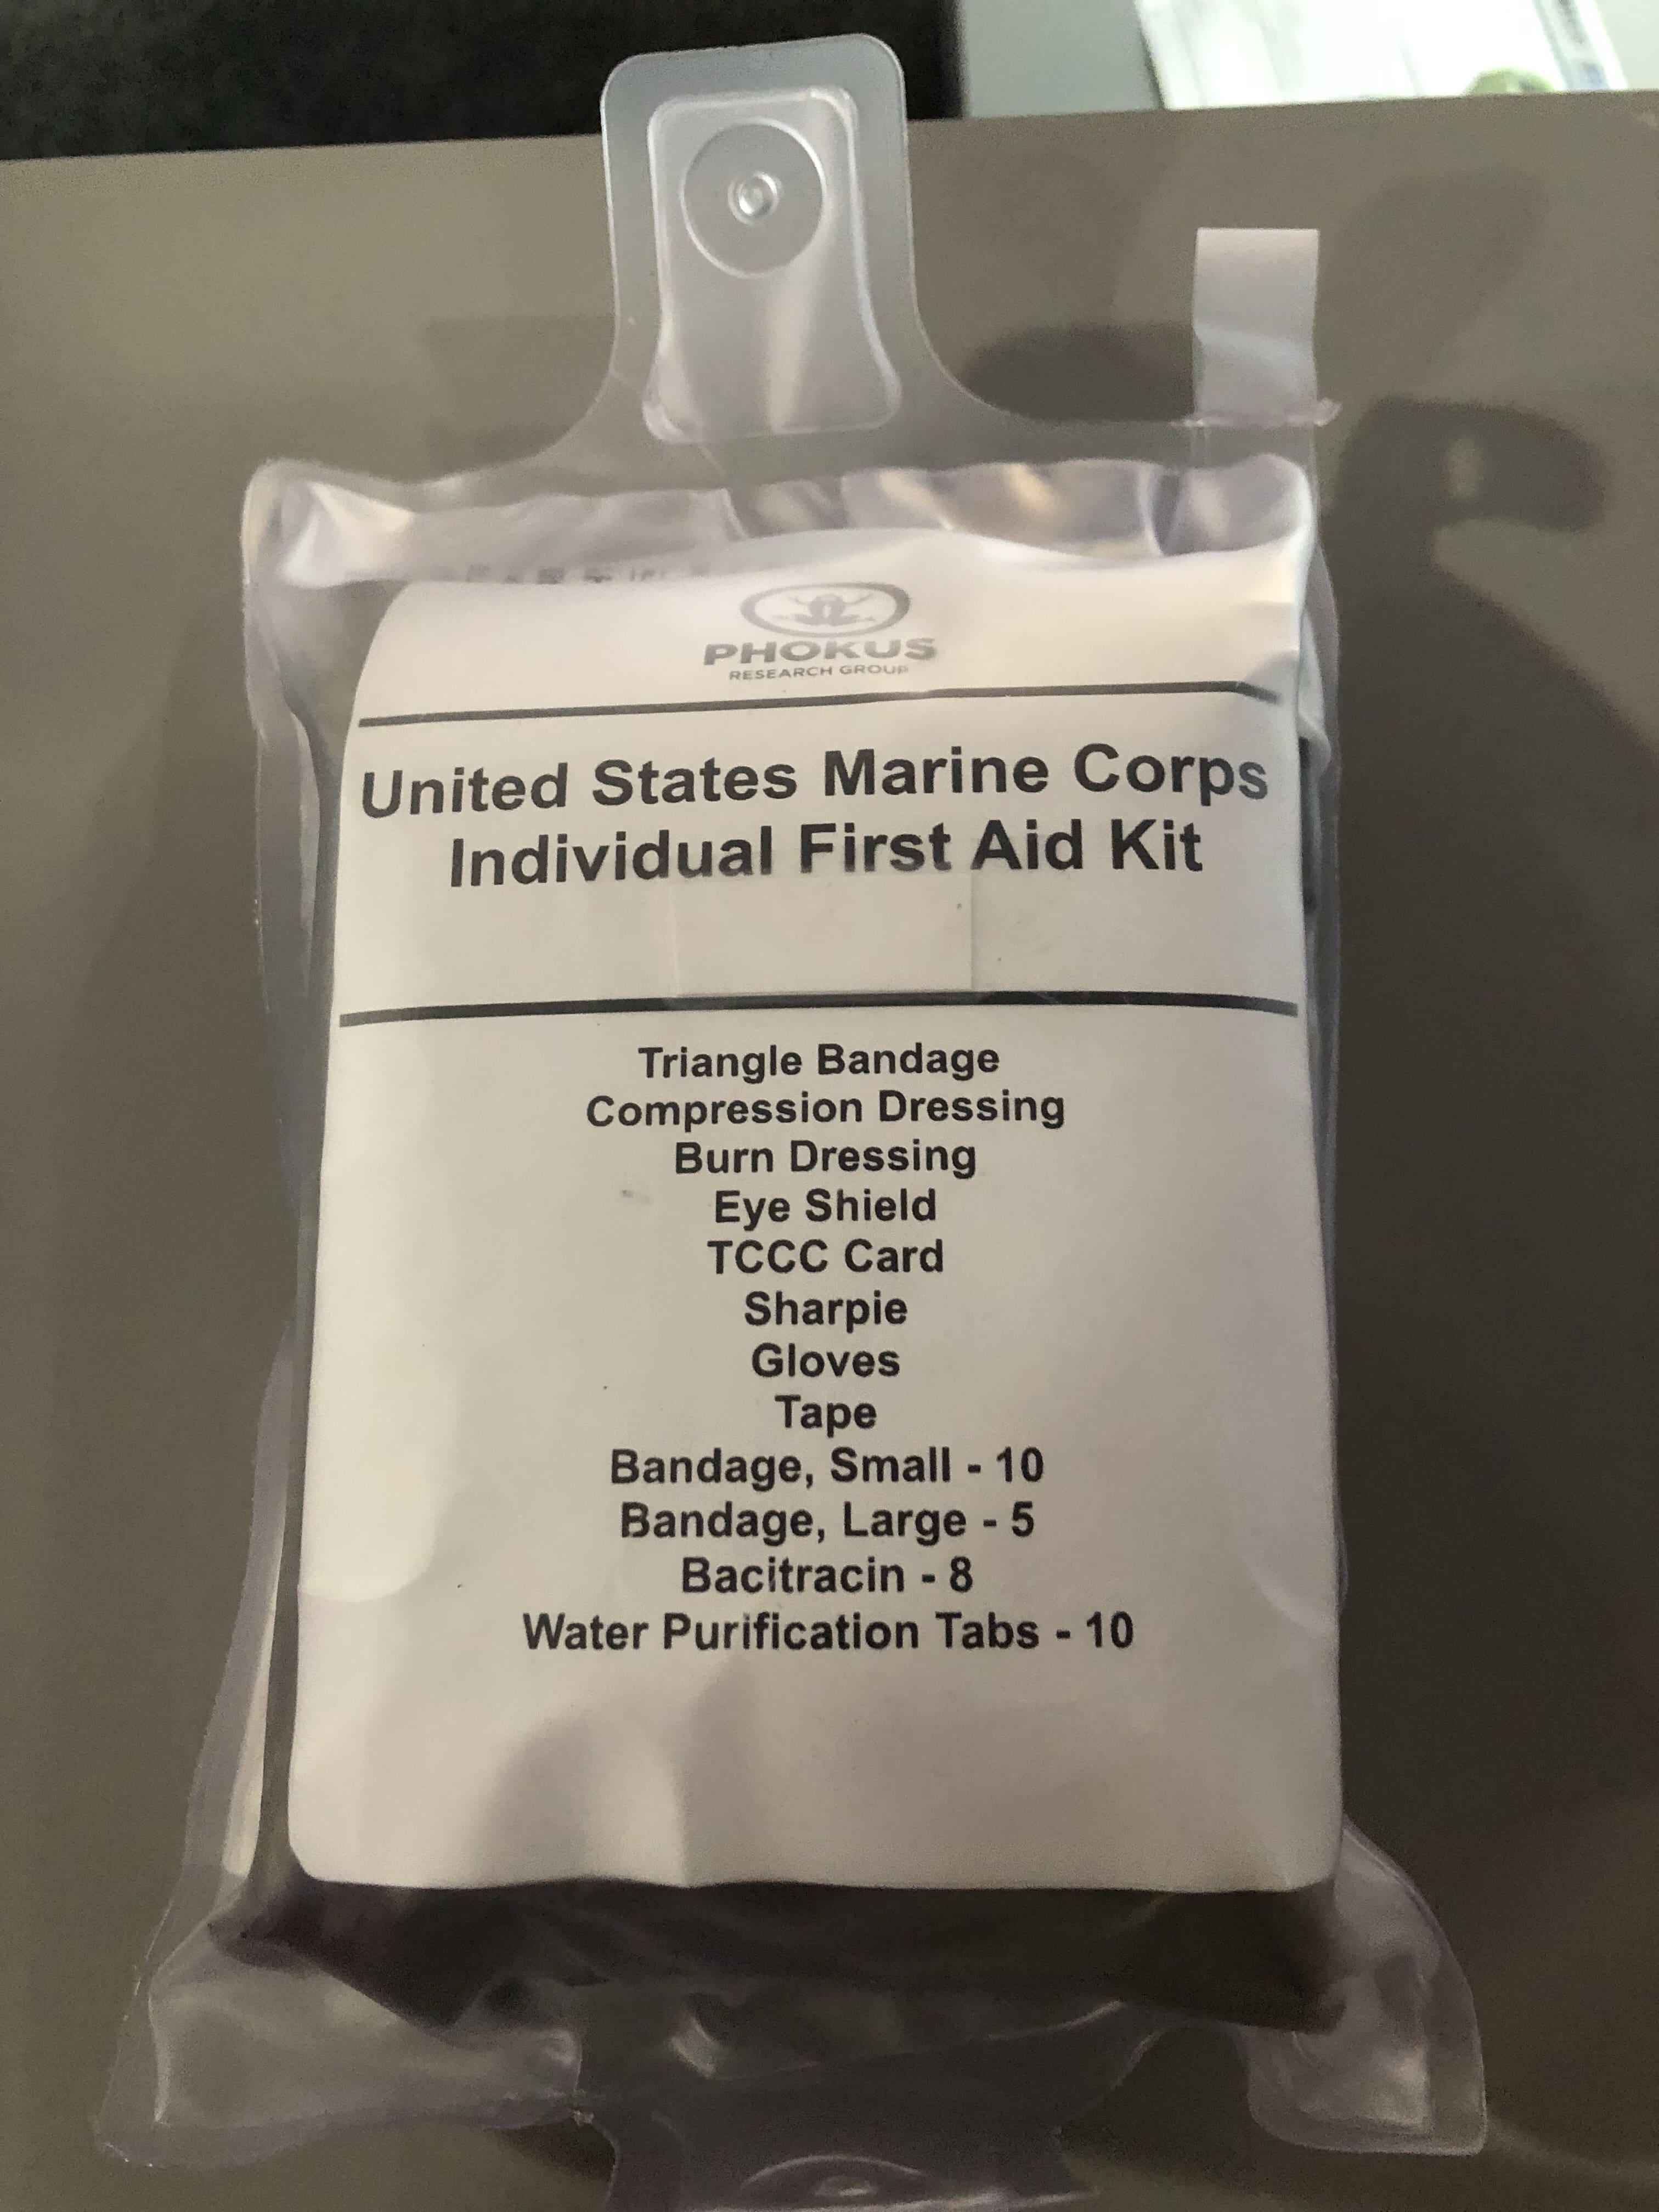 PHOKUS
RESEARCH GROUP
United States Marine Corps
Individual First Aid Kit
Triangle Bandage
Compression Dressing
Burn Dressing
Eye Shield
TCCC Card
Sharpie
Gloves
Tape
Bandage, Small - 10
Bandage, Large - 5
Bacitracin - 8
Water Purification Tabs - 10